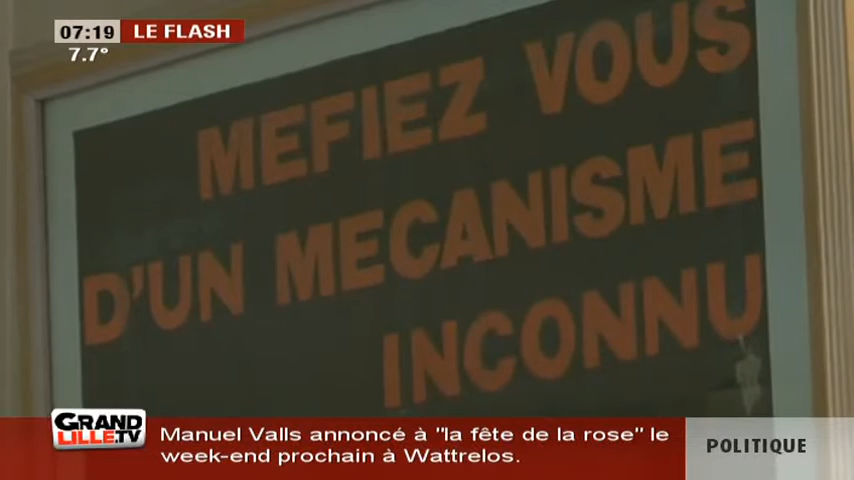 07:19 LE FLASH
7.7°
MEFIEZ VOUS
D'UN MECANISME
INCONNU
GRAND
LILLE.TV
Manuel Valls annoncé à "la fête de la rose" le
week-end prochain à Wattrelos.
POLITIQUE